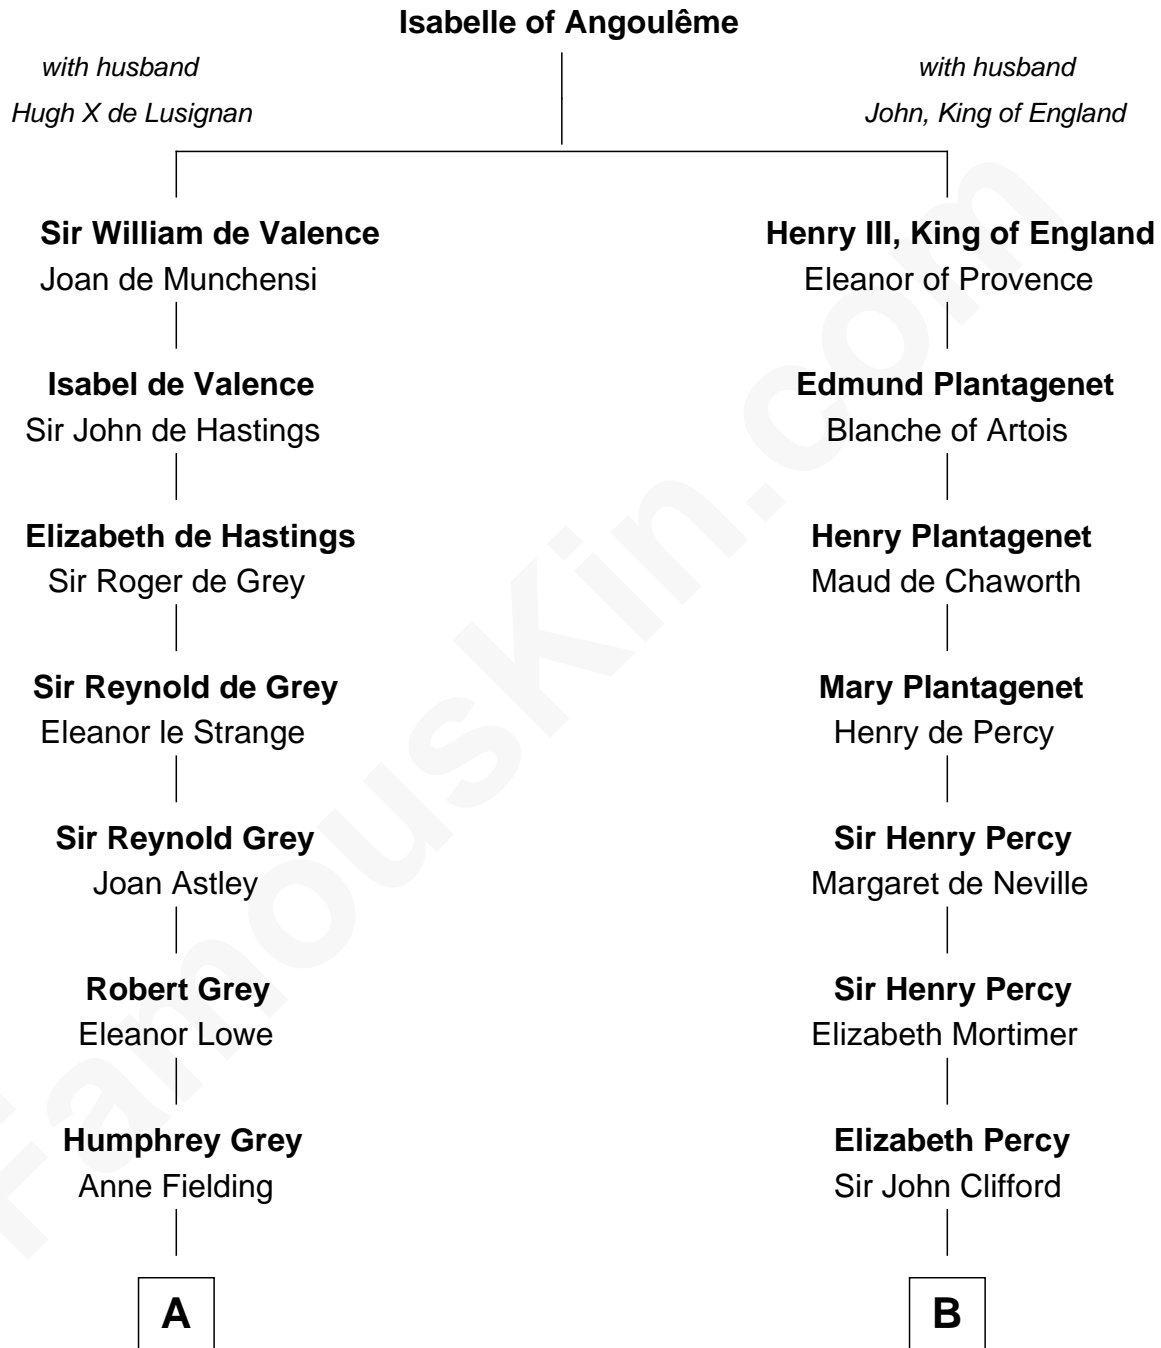 Isabelle of Angoulême
with husband
Hugh X de Lusignan
with husband
John, King of England
Sir William de Valence
Joan de Munchensi
Henry III, King of England
Eleanor of Provence
Isabel de Valence
Sir John de Hastings
Edmund Plantagenet
Blanche of Artois
Elizabeth de Hastings
Sir Roger de Grey
Henry Plantagenet
Maud de Chaworth
Sir Reynold de Grey
Eleanor le Strange
Mary Plantagenet
Henry de Percy
Sir Reynold Grey
Joan Astley
Sir Henry Percy
Margaret de Neville
Robert Grey
Eleanor Lowe
Sir Henry Percy
Elizabeth Mortimer
Humphrey Grey
Anne Fielding
Elizabeth Percy
Sir John Clifford
A
B
FamousKin.com